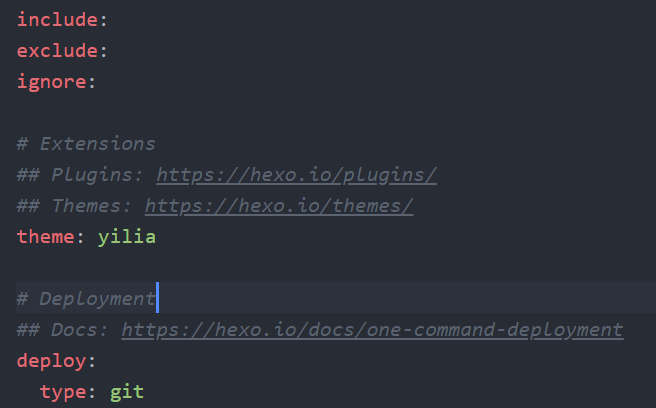 include:
exclude:
ignore:
# Extensions
## Plugins: https://hexo.io/plugins/
## Themes: https://hexo.io/themes/
theme: yilia
# Deployment
## Docs: https://hexo.io/docs/one-command-deployment
deploy:
  type: git